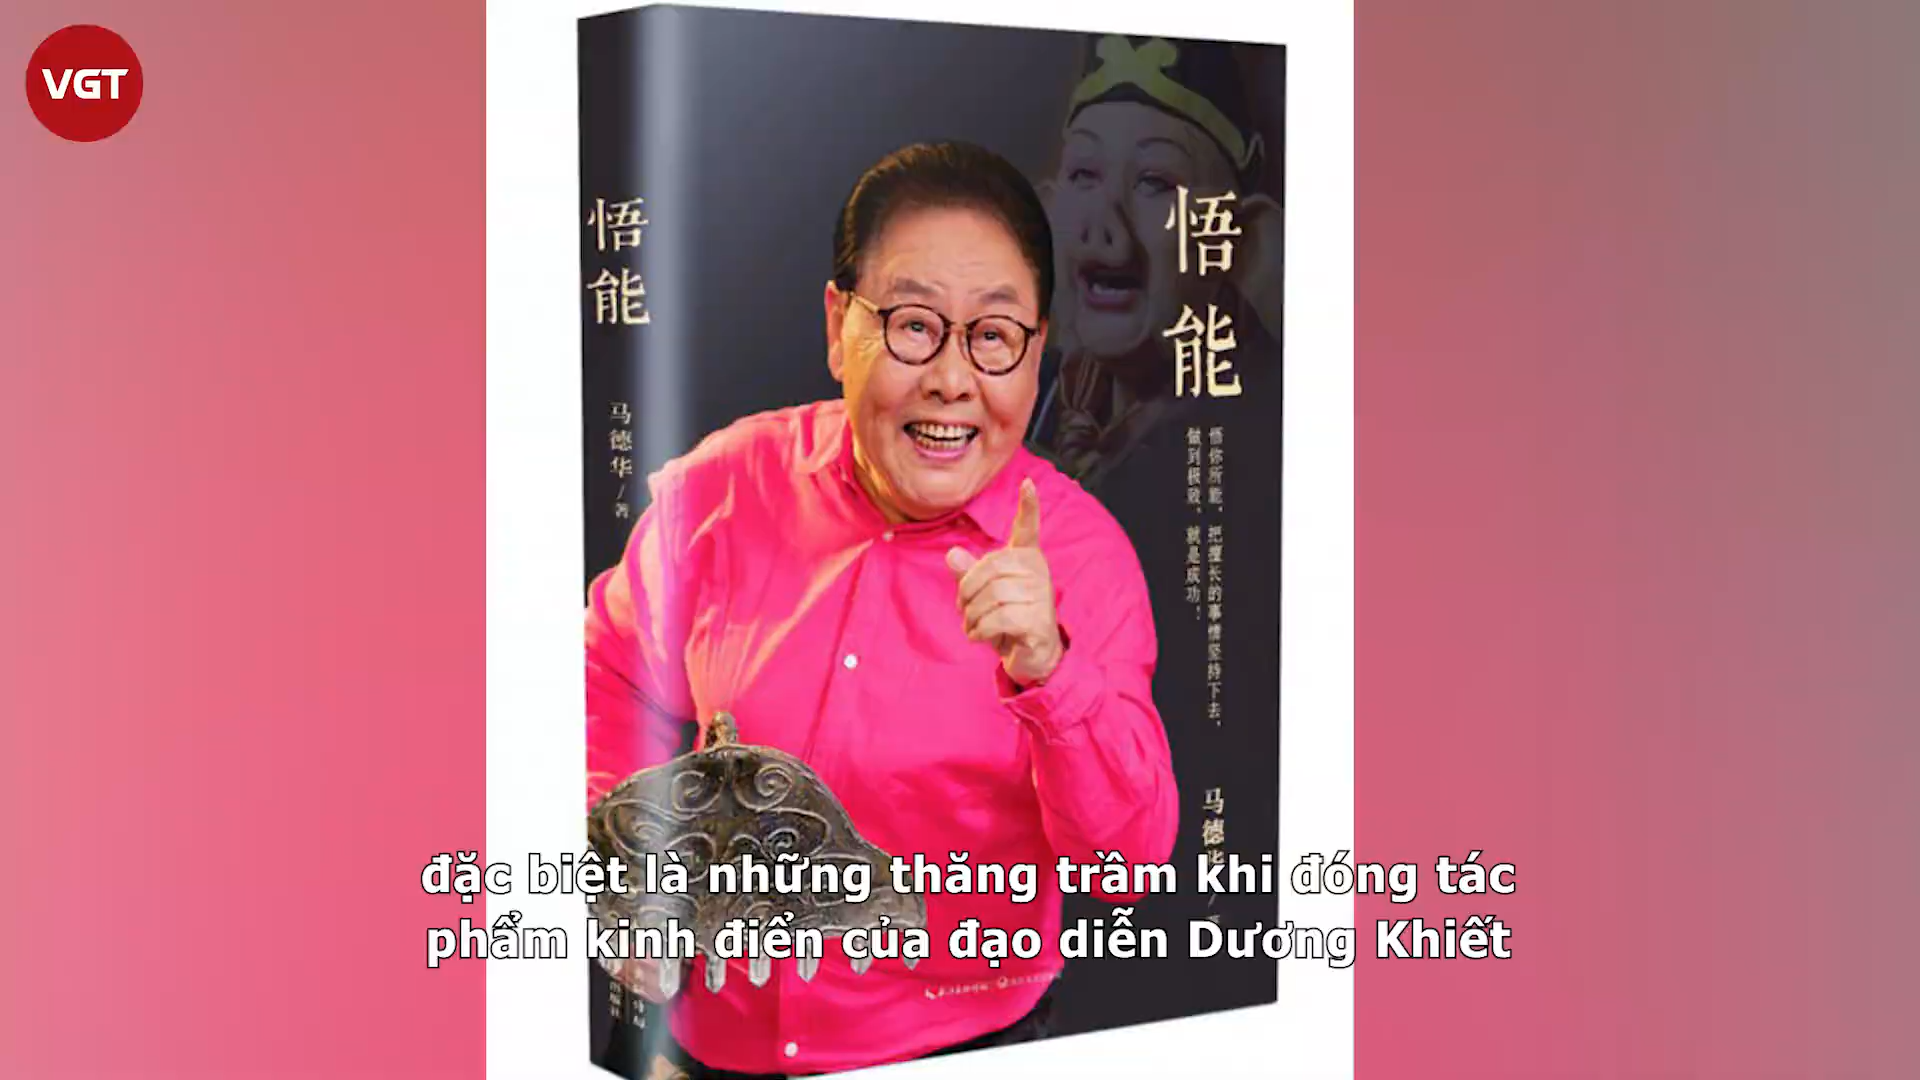 VGT
悟能
马德华/著
悟能
悟你所能,把擅长的事情坚持下去,
做到极致,就是成功!
马德华
đặc biệt là những thăng trầm khi đóng tác
phẩm kinh điển của đạo diễn Dương Khiết